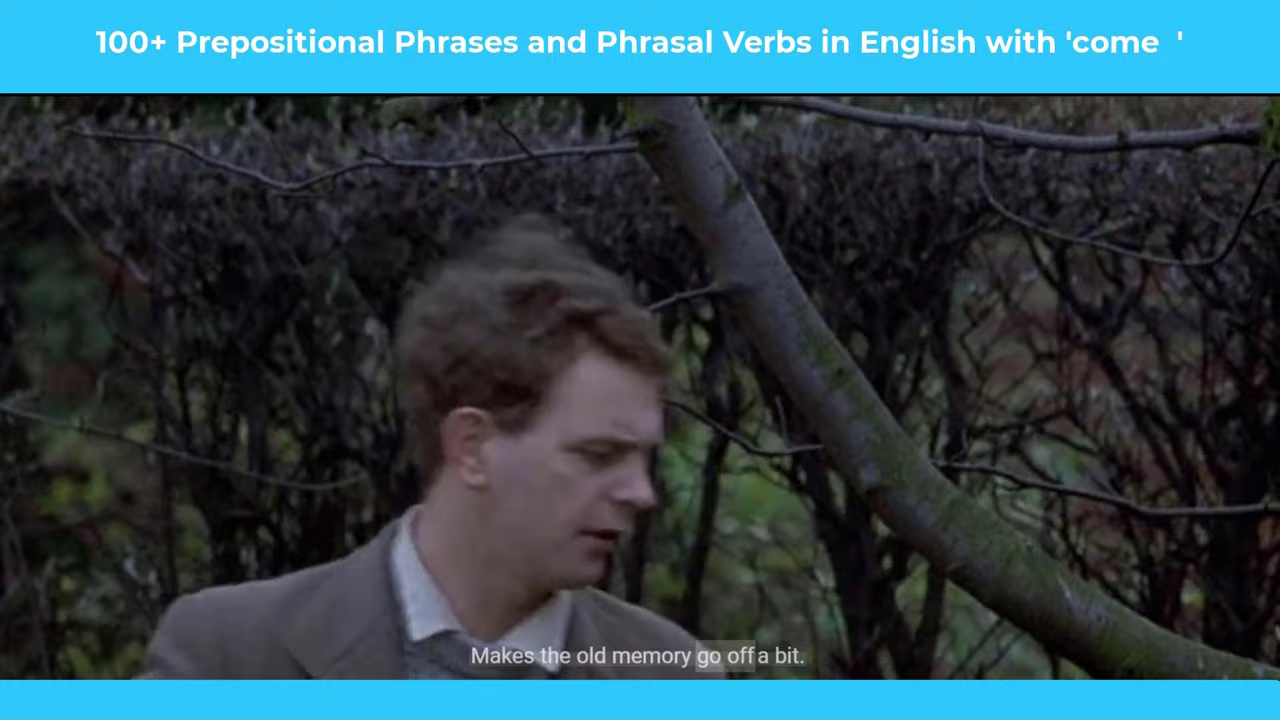 100+ Prepositional Phrases and Phrasal Verbs in English with 'come  '
Makes the old memory go off a bit.